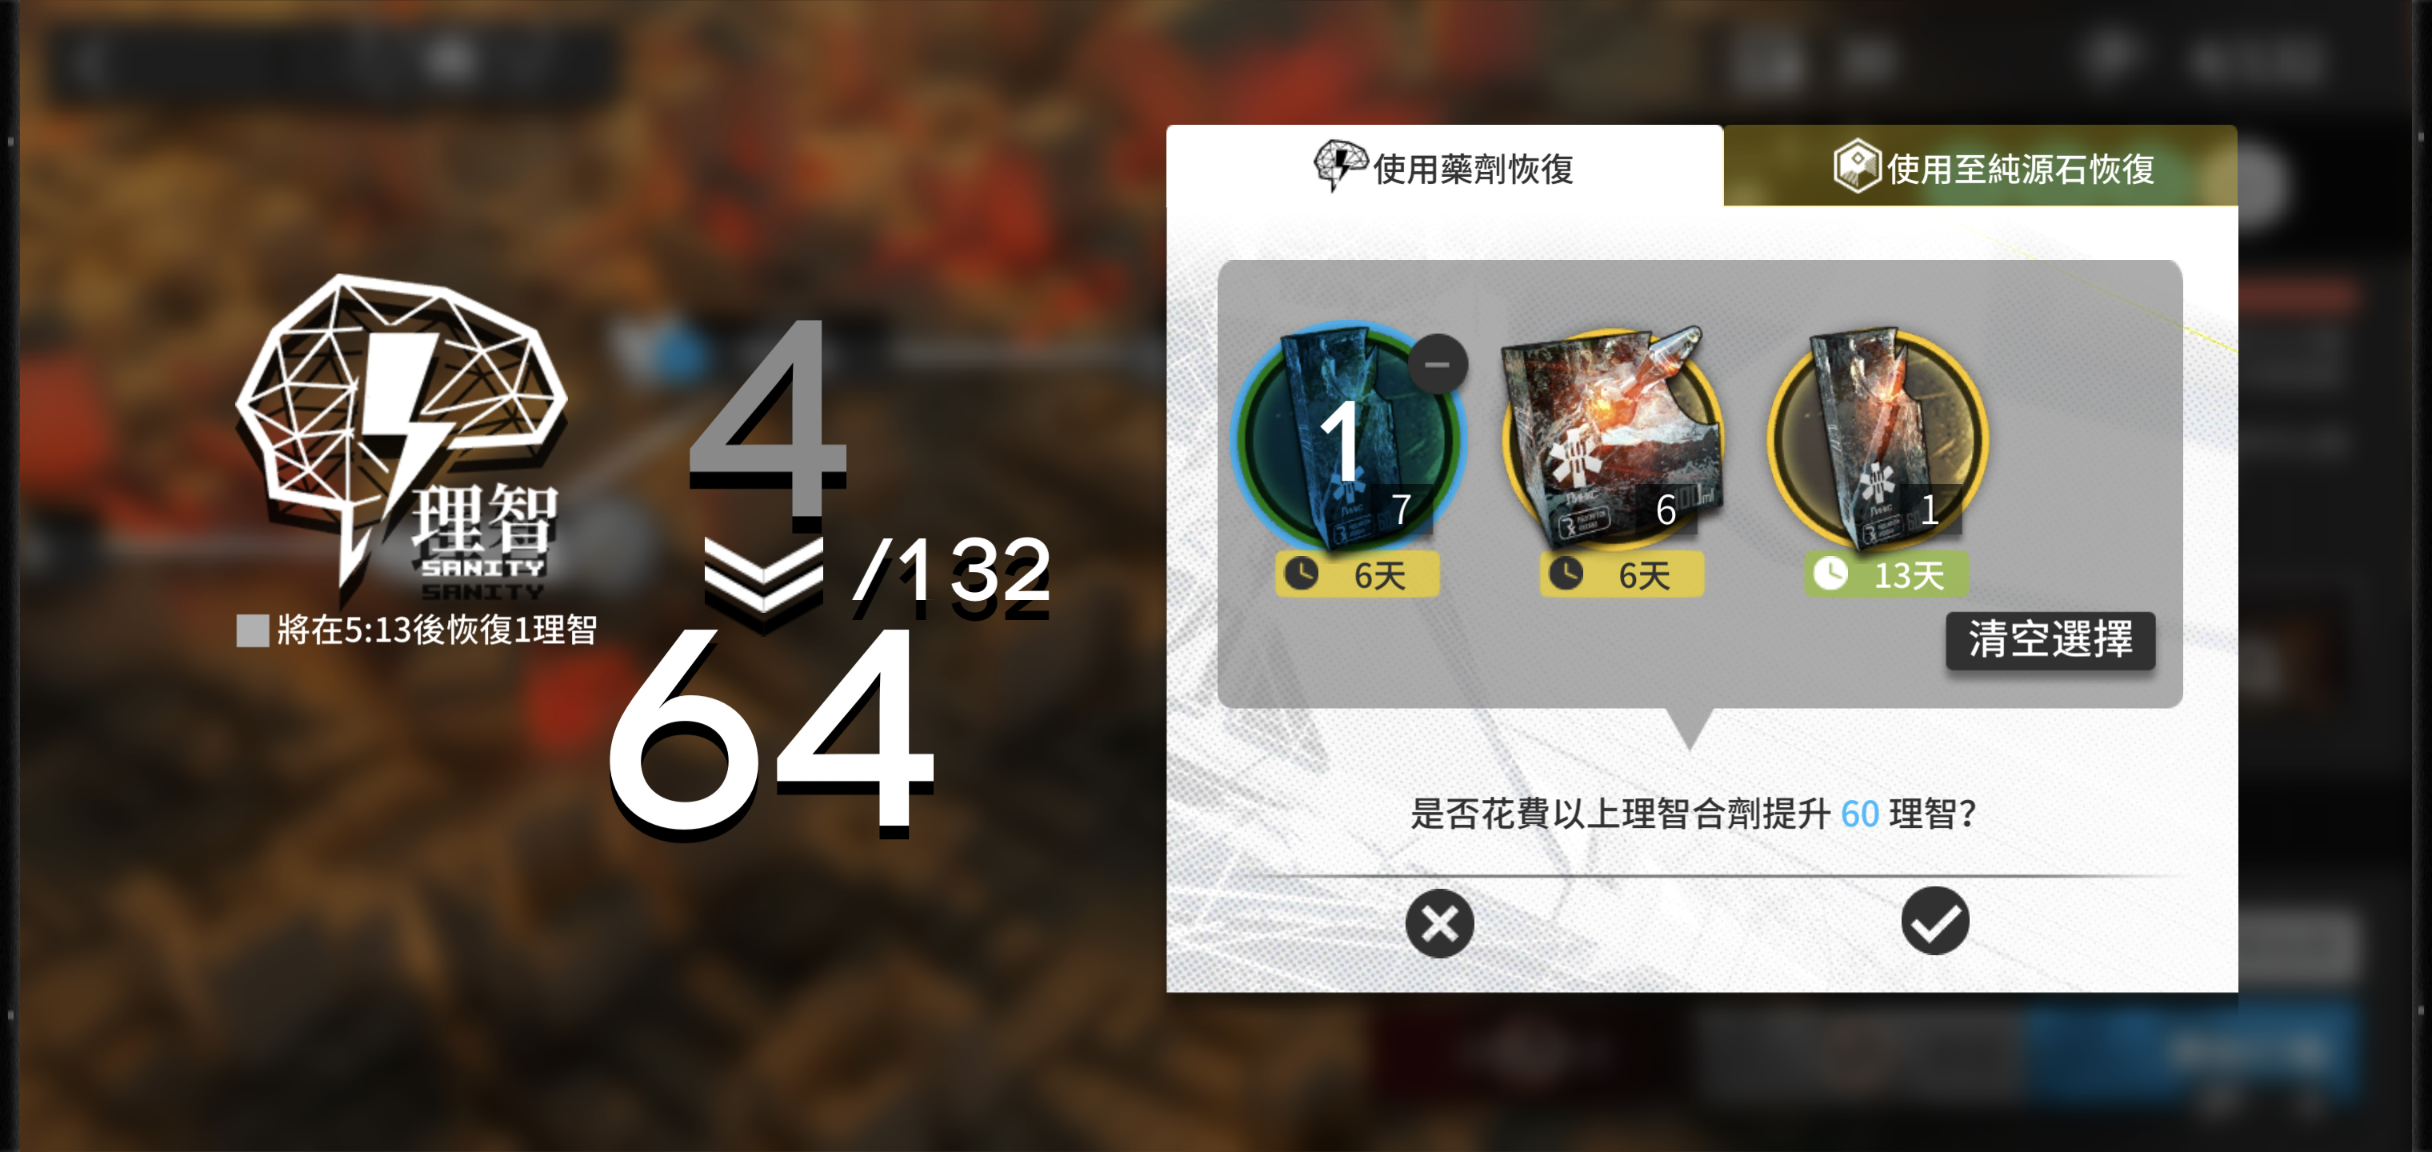 使用藥劑恢復
使用至純源石恢復
4
/132
64
理智
SANITY
將在5:13後恢復1理智
1
7
6
1
6天
6天
13天
清空選擇
是否花費以上理智合劑提升 60 理智？